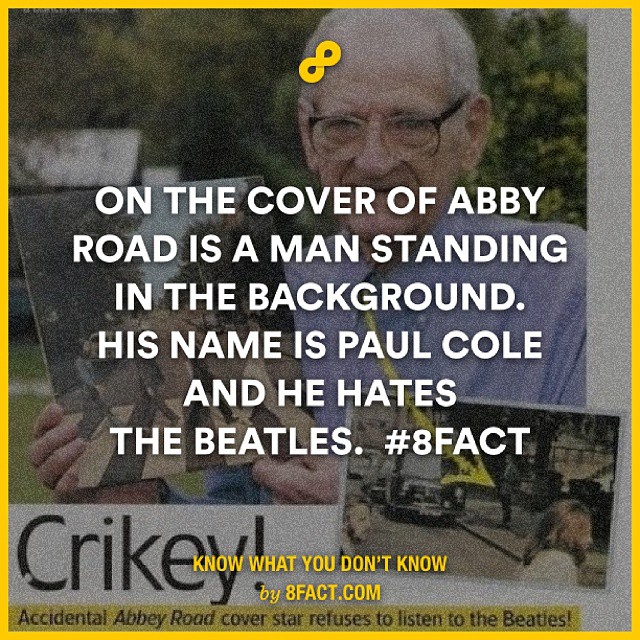 ON THE COVER OF ABBY
ROAD IS A MAN STANDING
IN THE BACKGROUND.
HIS NAME IS PAUL COLE
AND HE HATES
THE BEATLES. #8FACT
Crikey!
KNOW WHAT YOU DON'T KNOW
by 8FACT.COM
Accidental Abbey Road cover star refuses to listen to the Beatles!